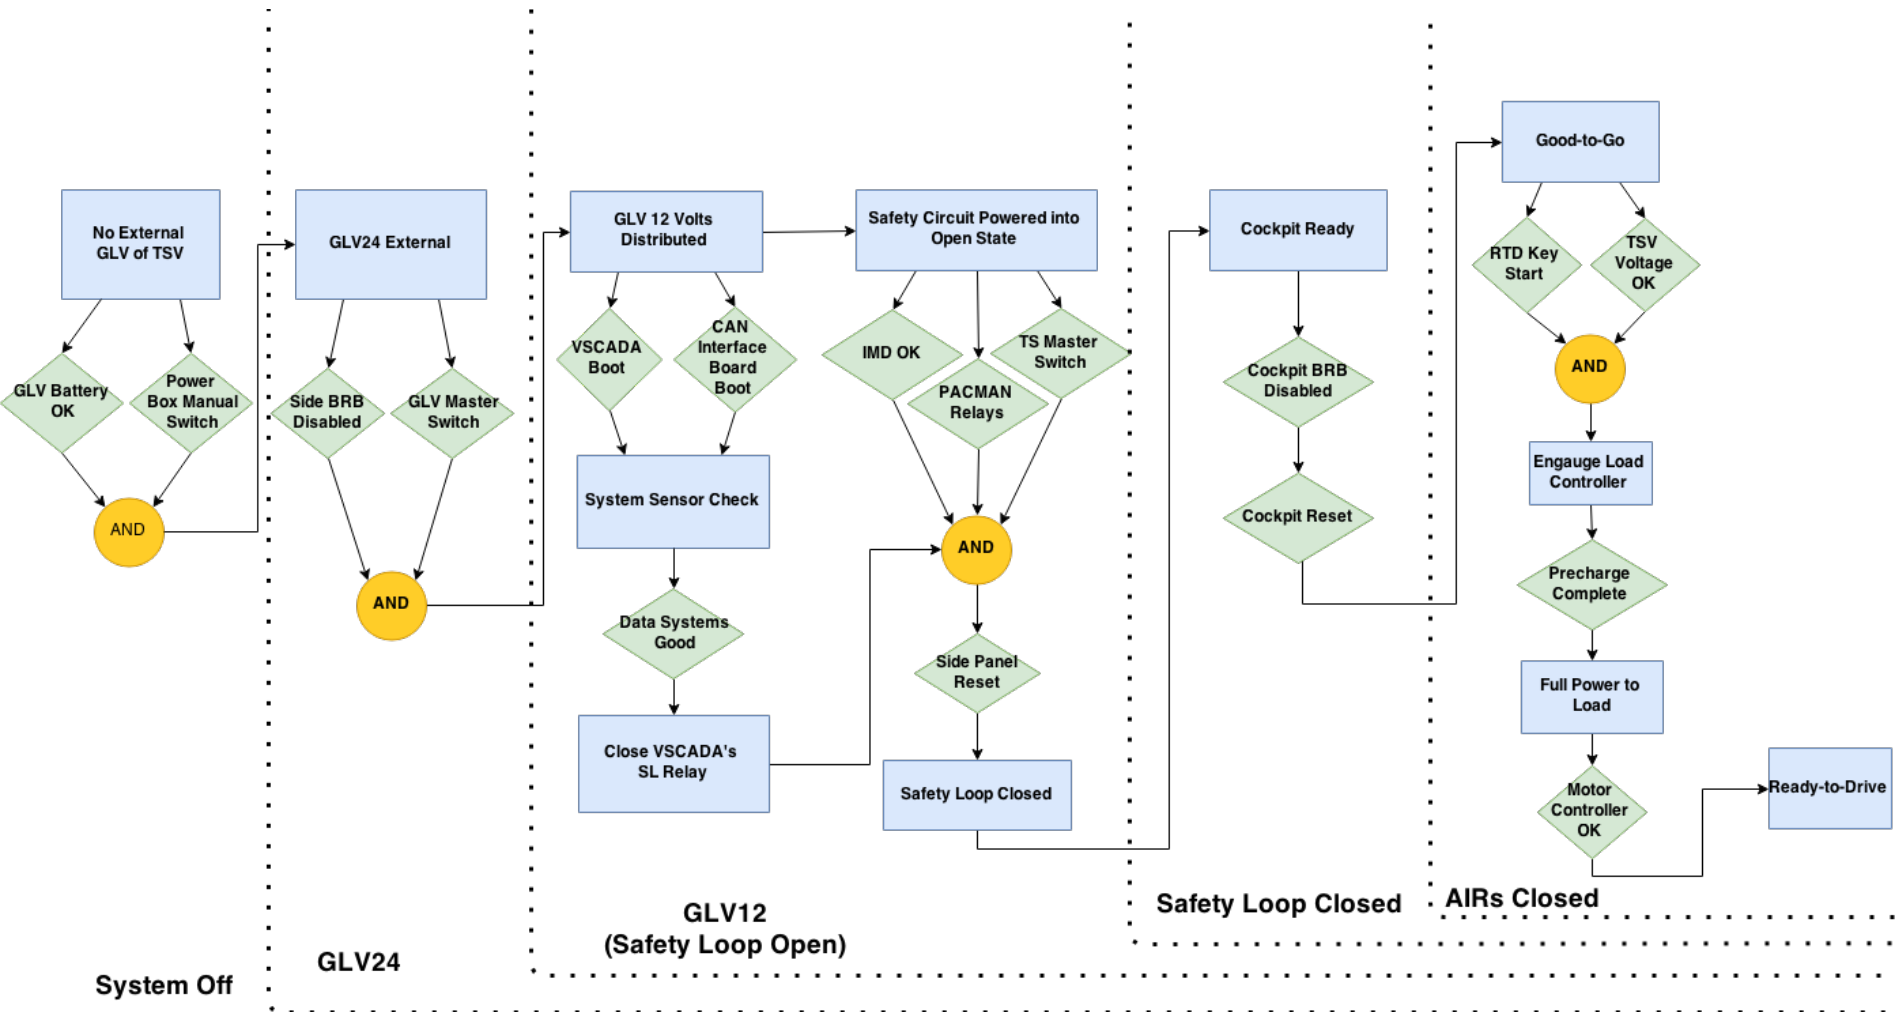 No External
GLV of TSV
GLV Battery
OK
Power
Box Manual
Switch
AND
System Off
GLV24 External
Side BRB
Disabled
GLV Master
Switch
AND
GLV24
GLV 12 Volts
Distributed
VSCADA
Boot
CAN
Interface
Board
Boot
System Sensor Check
Data Systems
Good
Close VSCADA's
SL Relay
Safety Circuit Powered into
Open State
IMD OK
PACMAN
Relays
TS Master
Switch
AND
Side Panel
Reset
Safety Loop Closed
GLV12
(Safety Loop Open)
Cockpit Ready
Cockpit BRB
Disabled
Cockpit Reset
Safety Loop Closed
Good-to-Go
RTD Key
Start
TSV
Voltage
OK
AND
Engauge Load
Controller
Precharge
Complete
Full Power to
Load
Motor
Controller
OK
Ready-to-Drive
AIRs Closed